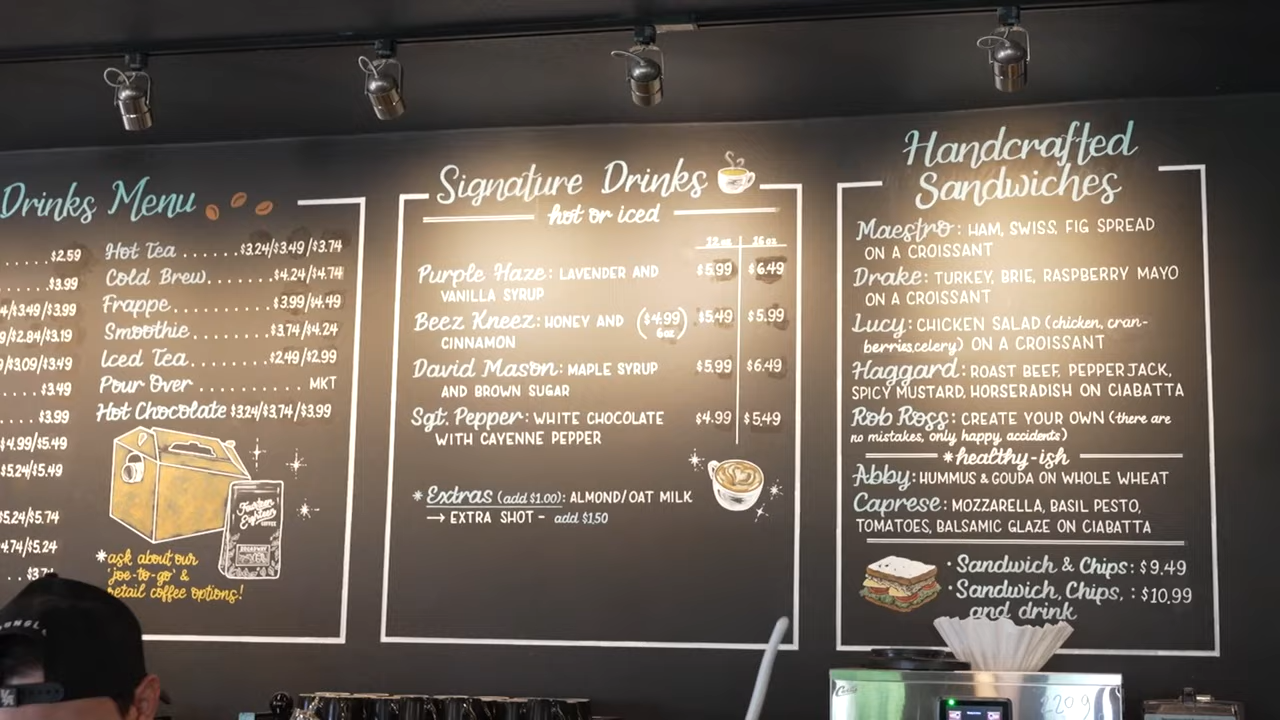 Drinks Menu
$2.59
$3.99
4/$3.49/$3.99
9/$2.84/$3.19
/$3.09/$3.49
$3.49
$3.99
$4.99/$5.49
$5.24/$5.49
$5.24/$5.74
4.74/$5.24
Hot Tea ......$3.24/$3.49/$3.74
Cold Brew..........$4.24/$4.74
Frappe.............$3.99/$4.49
Smoothie...........$3.74/$4.24
Iced Tea...........$2.49/$2.99
Pour Over .......... MKT
Hot Chocolate $3.24/$3.74/$3.99
Fourteen
Eighteen
COFFEE
BROADWAY
*ask about our
'joe-to-go' &
retail coffee options!
Signature Drinks
hot or iced
12 oz 16 oz
Purple Haze: LAVENDER AND $5.99 $6.49
VANILLA SYRUP
Beez Kneez: HONEY AND ($4.99 6oz) $5.49 $5.99
CINNAMON
David Mason: MAPLE SYRUP $5.99 $6.49
AND BROWN SUGAR
Sgt. Pepper: WHITE CHOCOLATE $4.99 $5.49
WITH CAYENNE PEPPER
*Extras (add $1.00): ALMOND/OAT MILK
→ EXTRA SHOT - add $1.50
Handcrafted
Sandwiches
Maestro: HAM, SWISS, FIG SPREAD
ON A CROISSANT
Drake: TURKEY, BRIE, RASPBERRY MAYO
ON A CROISSANT
Lucy: CHICKEN SALAD (chicken, cran-
berries,celery) ON A CROISSANT
Haggard: ROAST BEEF, PEPPERJACK,
SPICY MUSTARD, HORSERADISH ON CIABATTA
Rob Ross: CREATE YOUR OWN (there are
no mistakes, only happy accidents)
*healthy-ish
Abby: HUMMUS & GOUDA ON WHOLE WHEAT
Caprese: MOZZARELLA, BASIL PESTO,
TOMATOES, BALSAMIC GLAZE ON CIABATTA
• Sandwich & Chips: $9.49
• Sandwich, Chips, : $10.99
and drink
220 g